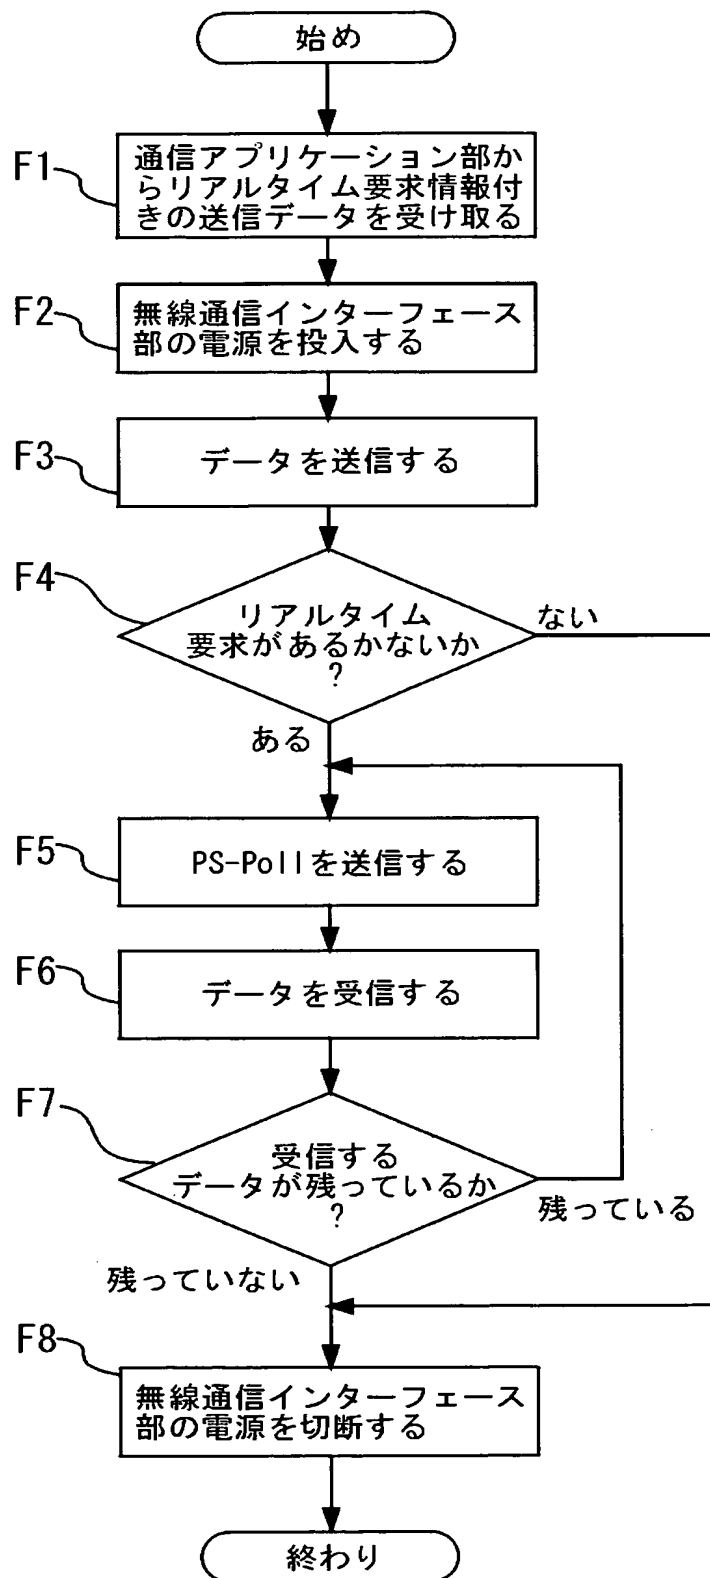 始め
F1
通信アプリケーション部か
らリアルタイム要求情報付
きの送信データを受け取る
F2
無線通信インターフェース
部の電源を投入する
F3
データを送信する
F4
リアルタイム
要求があるかないか
?
ない
ある
F5
PS-Pollを送信する
F6
データを受信する
F7
受信する
データが残っているか
?
残っている
残っていない
F8
無線通信インターフェース
部の電源を切断する
終わり